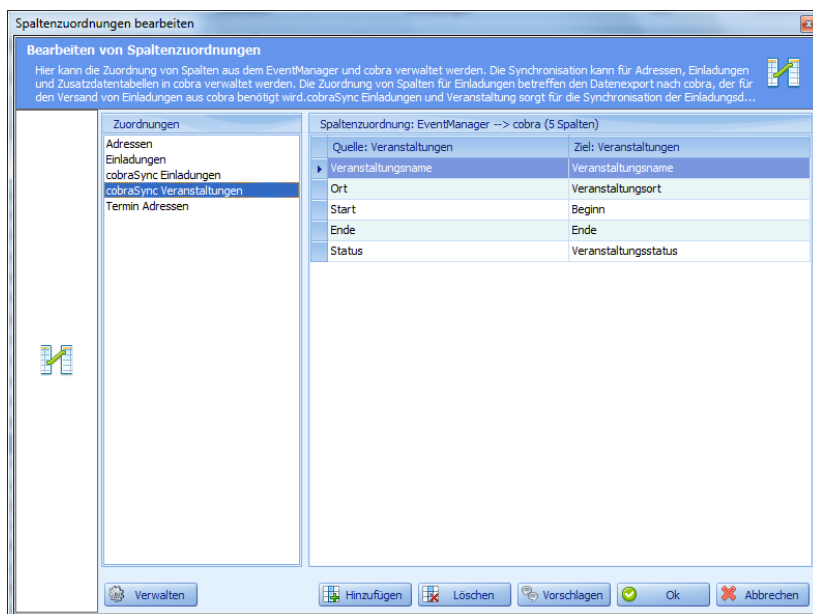 Spaltenzuordnungen bearbeiten
Bearbeiten von Spaltenzuordnungen
Hier kann die Zuordnung von Spalten aus dem EventManager und cobra verwaltet werden. Die Synchronisation kann für Adressen, Einladungen
und Zusatzdatentabellen in cobra verwaltet werden. Die Zuordnung von Spalten für Einladungen betreffen den Datenexport nach cobra, der für
den Versand von Einladungen aus cobra benötigt wird.cobraSync Einladungen und Veranstaltung sorgt für die Synchronisation der Einladungsd...
Zuordnungen
Adressen
Einladungen
cobraSync Einladungen
cobraSync Veranstaltungen
Termin Adressen
Spaltenzuordnung: EventManager --> cobra (5 Spalten)
Quelle: Veranstaltungen Ziel: Veranstaltungen
Veranstaltungsname Veranstaltungsname
Ort Veranstaltungsort
Start Beginn
Ende Ende
Status Veranstaltungsstatus
Verwalten Hinzufügen Löschen Vorschlagen Ok Abbrechen